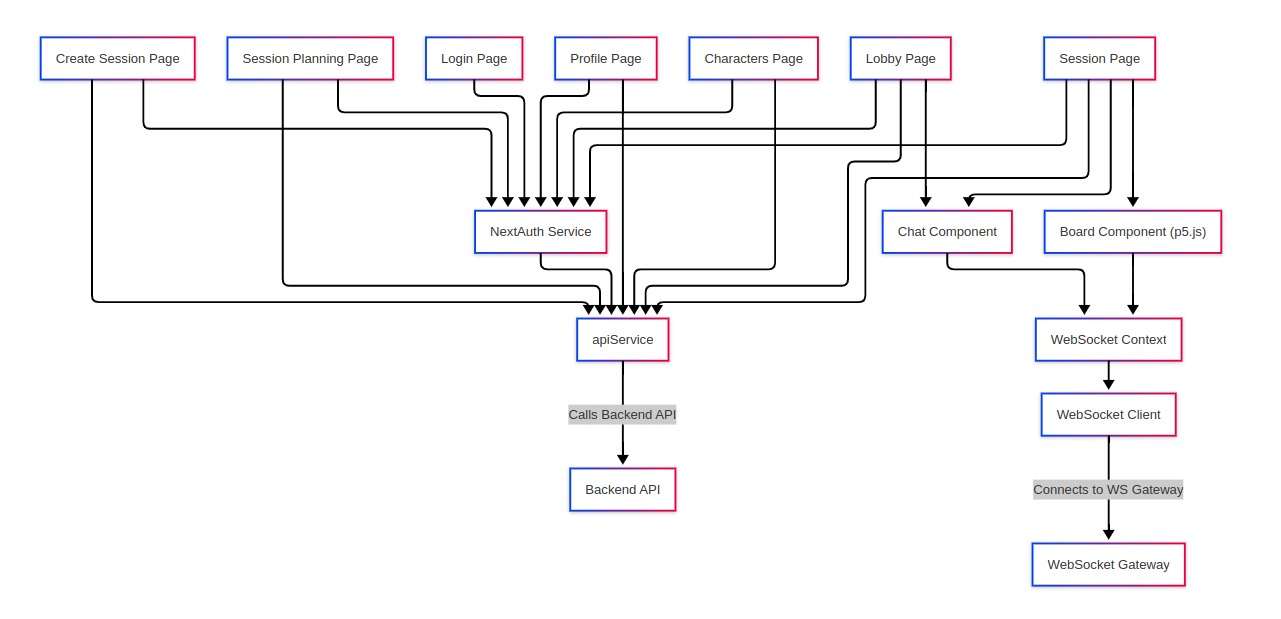 Create Session Page
Session Planning Page
Login Page
Profile Page
Characters Page
Lobby Page
Session Page
NextAuth Service
Chat Component
Board Component (p5.js)
apiService
WebSocket Context
Calls Backend API
WebSocket Client
Backend API
Connects to WS Gateway
WebSocket Gateway